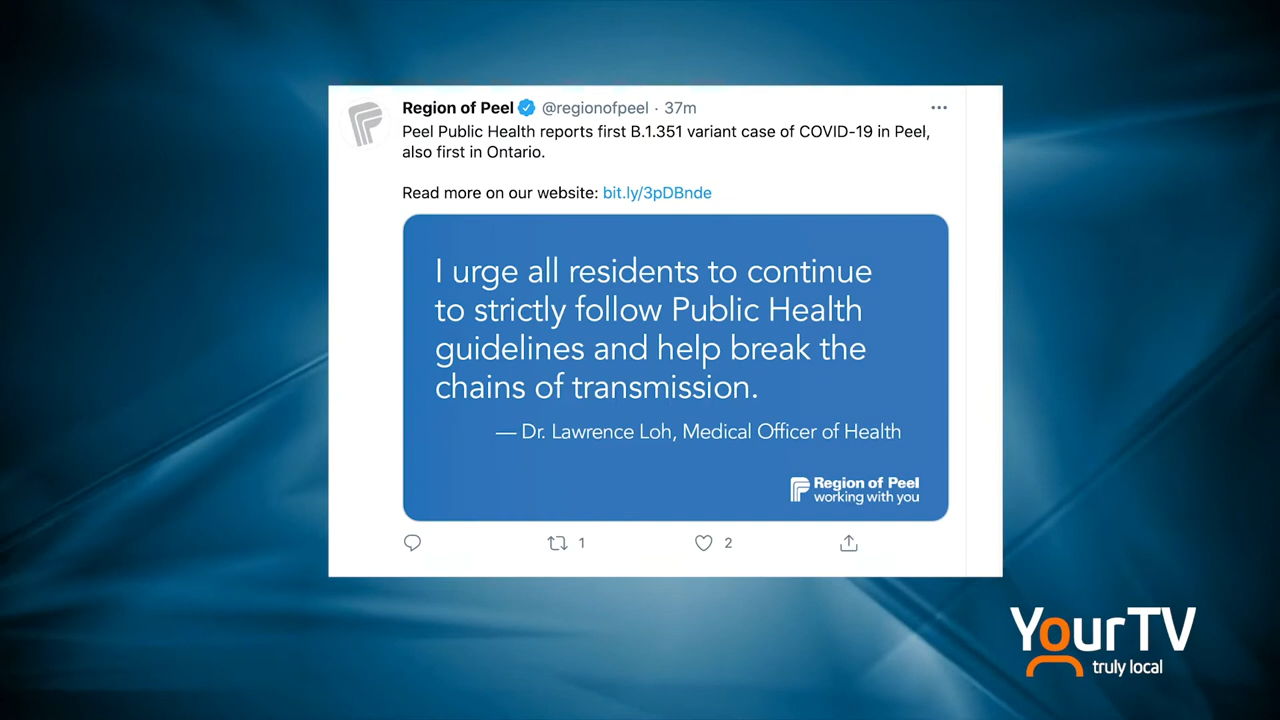 Region of Peel @regionofpeel · 37m
Peel Public Health reports first B.1.351 variant case of COVID-19 in Peel,
also first in Ontario.
Read more on our website: bit.ly/3pDBnde
I urge all residents to continue
to strictly follow Public Health
guidelines and help break the
chains of transmission.
— Dr. Lawrence Loh, Medical Officer of Health
Region of Peel
working with you
1 2
YourTV
truly local